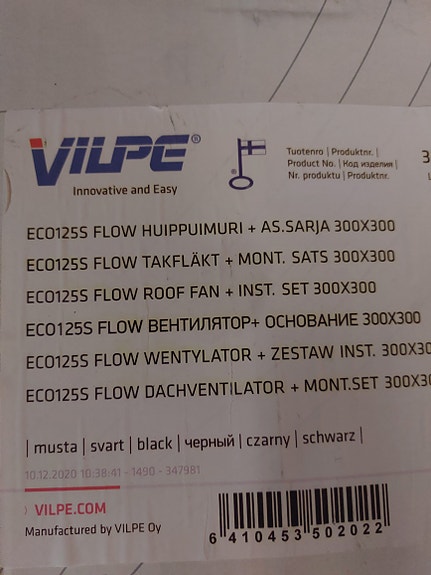 VILPE®
Innovative and Easy
Tuotenro | Produktnr. |
Product No. | Код изделия |
Nr. produktu | Produktnr.
3
ECO125S FLOW HUIPPUIMURI + AS.SARJA 300X300
ECO125S FLOW TAKFLÄKT + MONT. SATS 300X300
ECO125S FLOW ROOF FAN + INST. SET 300X300
ECO125S FLOW ВЕНТИЛЯТОР+ ОСНОВАНИЕ 300X300
ECO125S FLOW WENTYLATOR + ZESTAW INST. 300X30
ECO125S FLOW DACHVENTILATOR + MONT.SET 300X30
| musta | svart | black | черный | czarny | schwarz |
10.12.2020 10:38:41 - 1490 - 347981
VILPE.COM
Manufactured by VILPE Oy
6 410453 502022